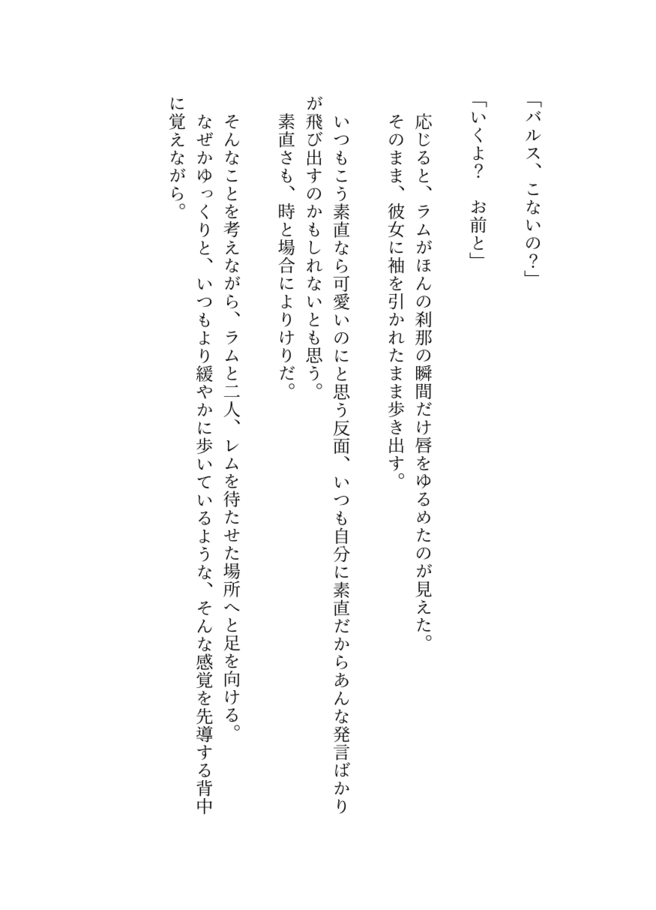 「バルス、こないの？」
「いくよ？　お前と」
応じると、ラムがほんの刹那の瞬間だけ唇をゆるめたのが見えた。
そのまま、彼女に袖を引かれたまま歩き出す。
いつもこう素直なら可愛いのにと思う反面、いつも自分に素直だからあんな発言ばかり
が飛び出すのかもしれないとも思う。
素直さも、時と場合によりけりだ。
そんなことを考えながら、ラムと二人、レムを待たせた場所へと足を向ける。
なぜかゆっくりと、いつもより緩やかに歩いているような、そんな感覚を先導する背中
に覚えながら。